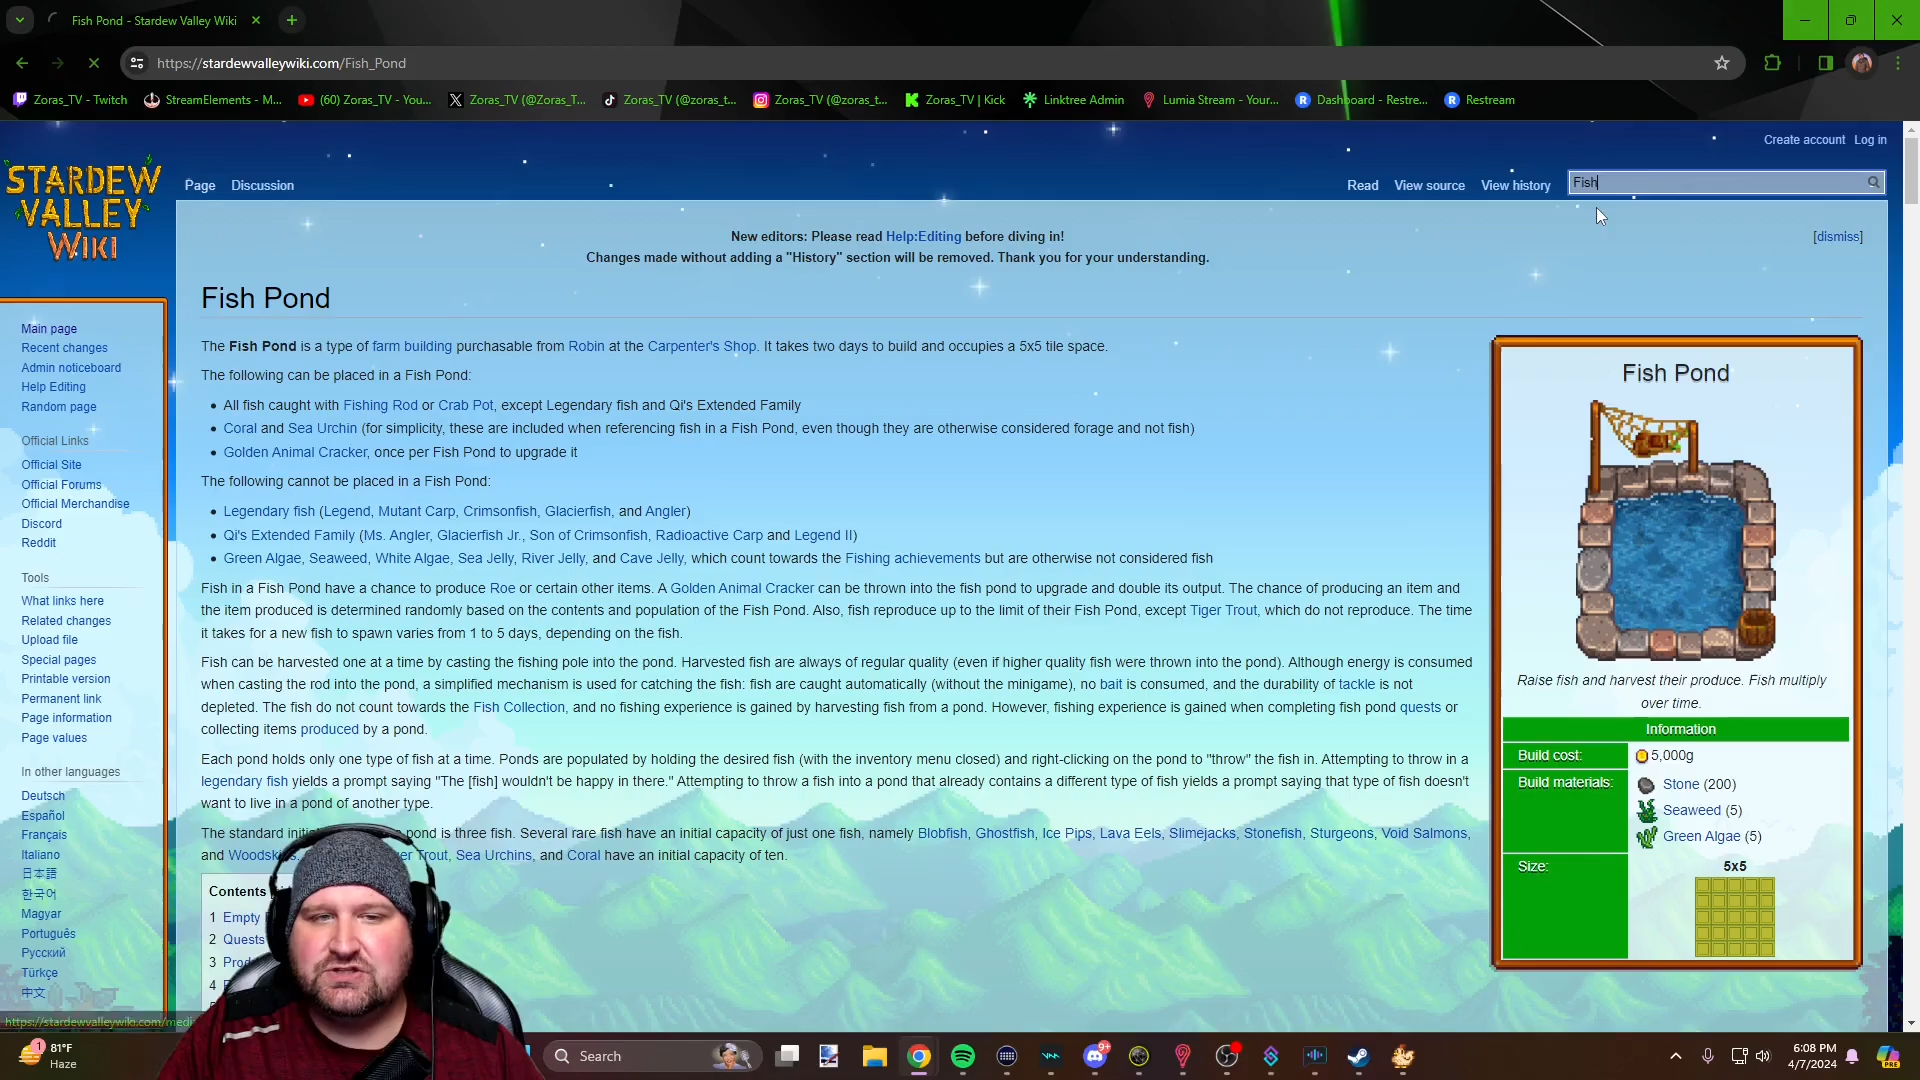 Fish Pond - Stardew Valley Wiki
https://stardewvalleywiki.com/Fish_Pond
Zoras_TV - Twitch
StreamElements - M...
(60) Zoras_TV - You...
Zoras_TV (@Zoras_T...
Zoras_TV (@zoras_t...
Zoras_TV (@zoras_t...
Zoras_TV | Kick
Linktree Admin
Lumia Stream - Your...
Dashboard - Restre...
Restream
Create account Log in
STARDEW
VALLEY
WIKI
Page Discussion
Read View source View history
Fish
New editors: Please read Help:Editing before diving in!
[dismiss]
Changes made without adding a "History" section will be removed. Thank you for your understanding.
Fish Pond
Main page
Recent changes
Admin noticeboard
Help Editing
Random page
Official Links
Official Site
Official Forums
Official Merchandise
Discord
Reddit
Tools
What links here
Related changes
Upload file
Special pages
Printable version
Permanent link
Page information
Page values
In other languages
Deutsch
Español
Français
Italiano
日本語
한국어
Magyar
Português
Русский
Türkçe
中文
The Fish Pond is a type of farm building purchasable from Robin at the Carpenter's Shop. It takes two days to build and occupies a 5x5 tile space.
The following can be placed in a Fish Pond:
All fish caught with Fishing Rod or Crab Pot, except Legendary fish and Qi's Extended Family
Coral and Sea Urchin (for simplicity, these are included when referencing fish in a Fish Pond, even though they are otherwise considered forage and not fish)
Golden Animal Cracker, once per Fish Pond to upgrade it
The following cannot be placed in a Fish Pond:
Legendary fish (Legend, Mutant Carp, Crimsonfish, Glacierfish, and Angler)
Qi's Extended Family (Ms. Angler, Glacierfish Jr., Son of Crimsonfish, Radioactive Carp and Legend II)
Green Algae, Seaweed, White Algae, Sea Jelly, River Jelly, and Cave Jelly, which count towards the Fishing achievements but are otherwise not considered fish
Fish in a Fish Pond have a chance to produce Roe or certain other items. A Golden Animal Cracker can be thrown into the fish pond to upgrade and double its output. The chance of producing an item and
the item produced is determined randomly based on the contents and population of the Fish Pond. Also, fish reproduce up to the limit of their Fish Pond, except Tiger Trout, which do not reproduce. The time
it takes for a new fish to spawn varies from 1 to 5 days, depending on the fish.
Fish can be harvested one at a time by casting the fishing pole into the pond. Harvested fish are always of regular quality (even if higher quality fish were thrown into the pond). Although energy is consumed
when casting the rod into the pond, a simplified mechanism is used for catching the fish: fish are caught automatically (without the minigame), no bait is consumed, and the durability of tackle is not
depleted. The fish do not count towards the Fish Collection, and no fishing experience is gained by harvesting fish from a pond. However, fishing experience is gained when completing fish pond quests or
collecting items produced by a pond.
Each pond holds only one type of fish at a time. Ponds are populated by holding the desired fish (with the inventory menu closed) and right-clicking on the pond to "throw" the fish in. Attempting to throw in a
legendary fish yields a prompt saying "The [fish] wouldn't be happy in there." Attempting to throw a fish into a pond that already contains a different type of fish yields a prompt saying that type of fish doesn't
want to live in a pond of another type.
The standard pond is three fish. Several rare fish have an initial capacity of just one fish, namely Blobfish, Ghostfish, Ice Pips, Lava Eels, Slimejacks, Stonefish, Sturgeons, Void Salmons,
and Trout, Sea Urchins, and Coral have an initial capacity of ten.
Contents
1 Empty
2 Quests
3
4
Fish Pond
Raise fish and harvest their produce. Fish multiply
over time.
Information
Build cost: 5,000g
Build materials: Stone (200)
Seaweed (5)
Green Algae (5)
Size: 5x5
81°F
Haze
1
Search
9+
6:08 PM
4/7/2024
PRE